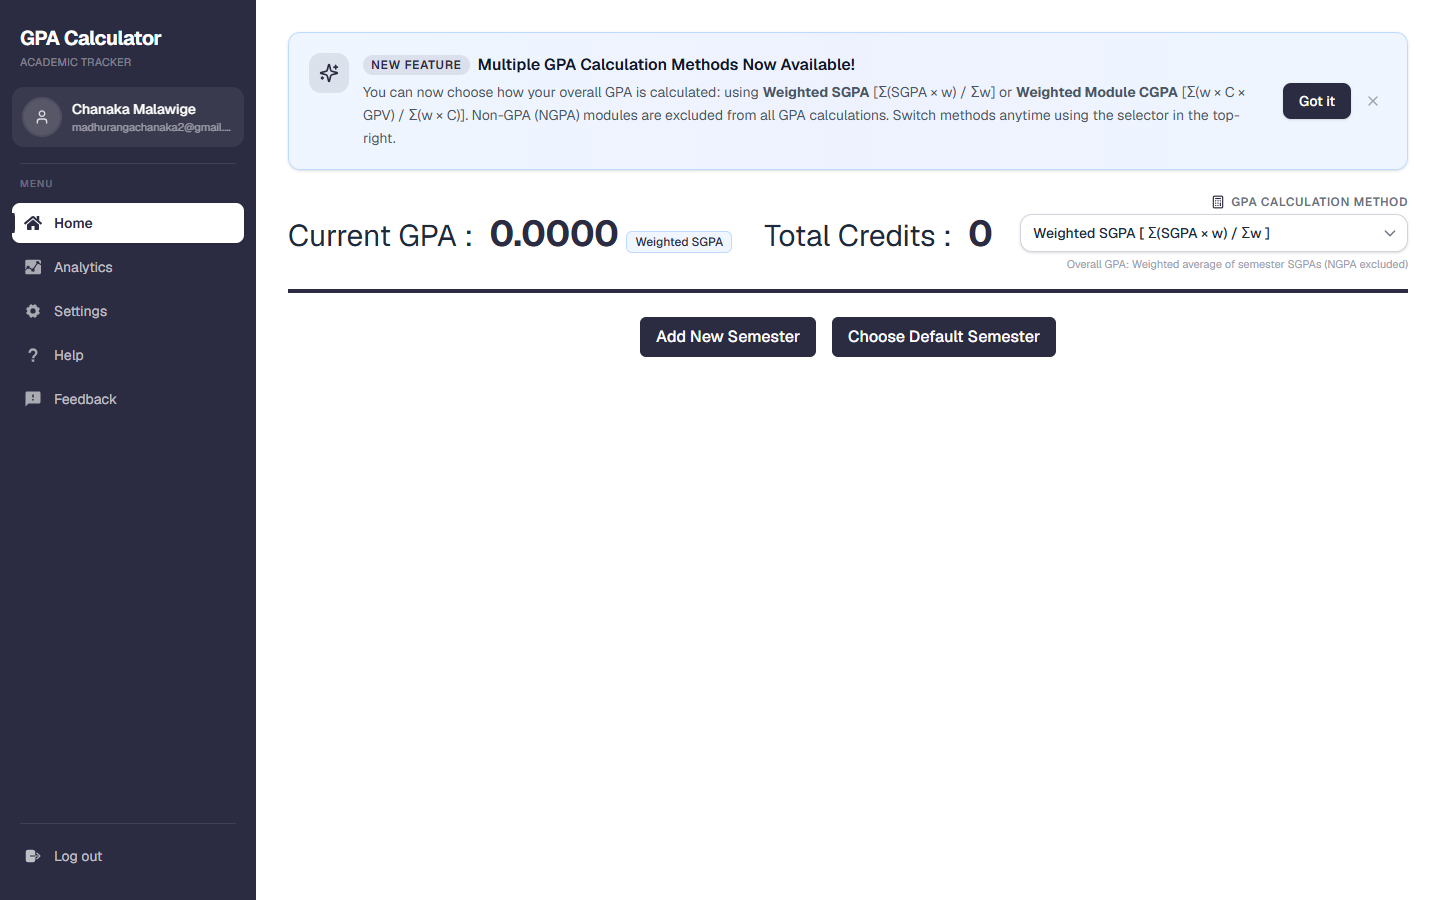 GPA Calculator
ACADEMIC TRACKER
Chanaka Malawige
madhurangachanaka2@gmail....
MENU
Home
Analytics
Settings
Help
Feedback
Log out
NEW FEATURE Multiple GPA Calculation Methods Now Available!
You can now choose how your overall GPA is calculated: using Weighted SGPA [Σ(SGPA × w) / Σw] or Weighted Module CGPA [Σ(w × C ×
GPV) / Σ(w × C)]. Non-GPA (NGPA) modules are excluded from all GPA calculations. Switch methods anytime using the selector in the top-
right.
Got it
GPA CALCULATION METHOD
Current GPA : 0.0000 Weighted SGPA Total Credits : 0
Weighted SGPA [ Σ(SGPA × w) / Σw ]
Overall GPA: Weighted average of semester SGPAs (NGPA excluded)
Add New Semester Choose Default Semester